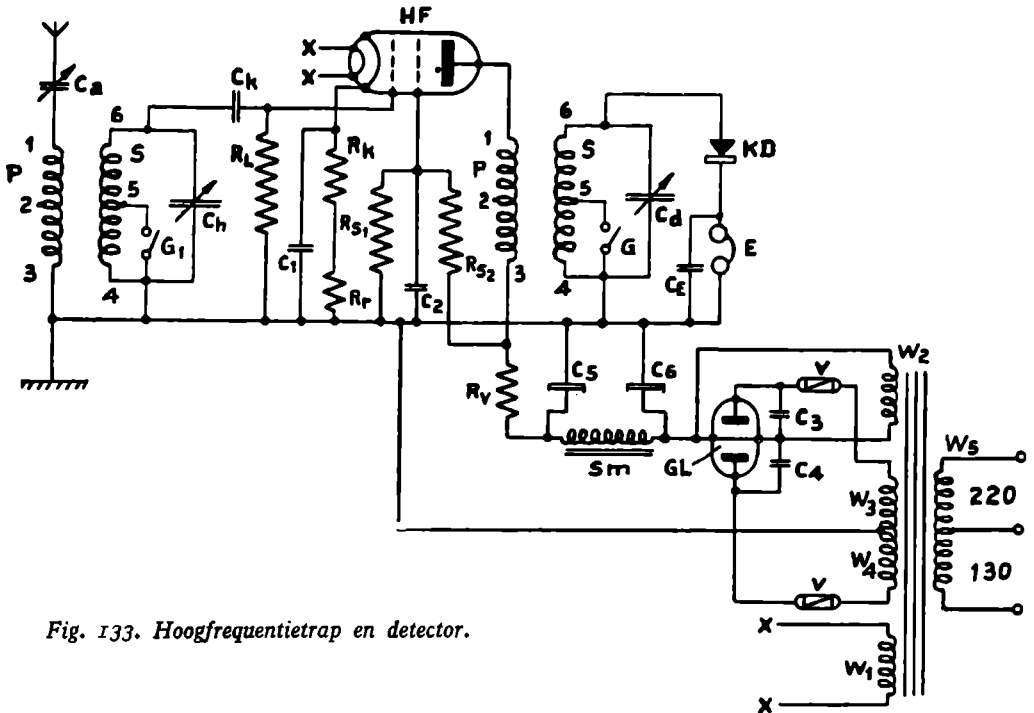 HF
X
X
Ca
Ck
1
P
2
3
6
S
5
4
G1
Ch
RL
C1
Rk
Rr
RS1
C2
RS2
1
P
2
3
6
S
5
4
G
Cd
KD
CE
E
Rv
C5
C6
Sm
GL
C3
C4
V
V
W2
W3
W4
W5
220
130
X
W1
X
Fig. 133. Hoogfrequentietrap en detector.